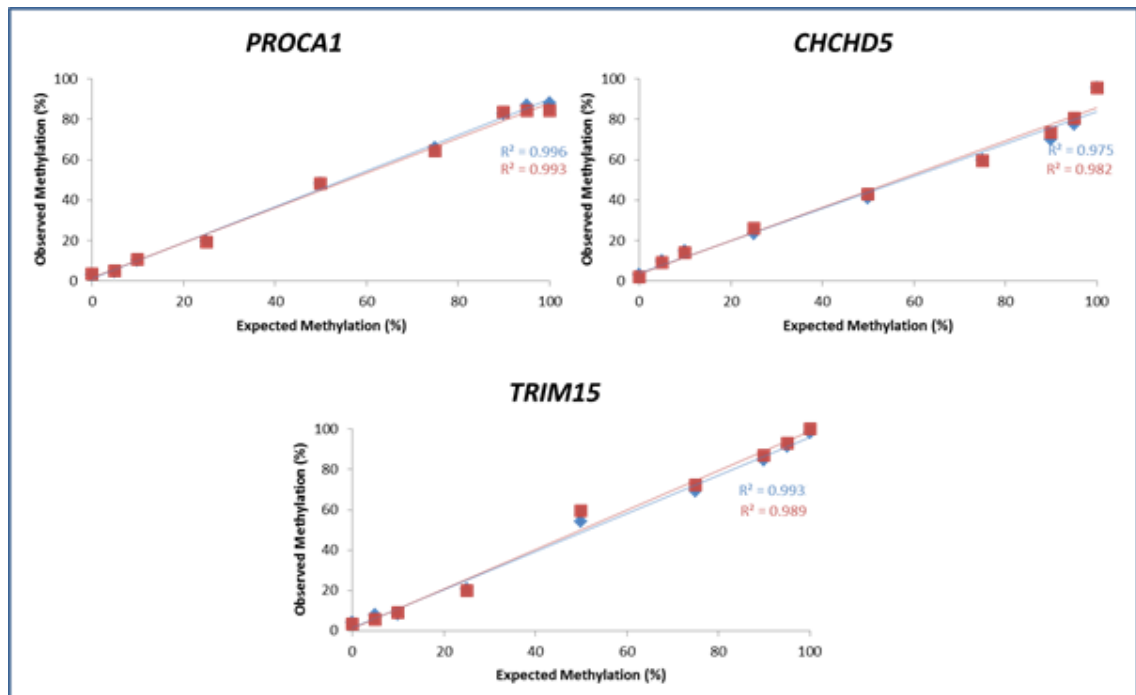 PROCA1
100
80
60
40
20
0
Observed Methylation (%)
R² = 0.996
R² = 0.993
0 20 40 60 80 100
Expected Methylation (%)
CHCHD5
100
80
60
40
20
0
Observed Methylation (%)
R² = 0.975
R² = 0.982
0 20 40 60 80 100
Expected Methylation (%)
TRIM15
100
80
60
40
20
0
Observed Methylation (%)
R² = 0.993
R² = 0.989
0 20 40 60 80 100
Expected Methylation (%)